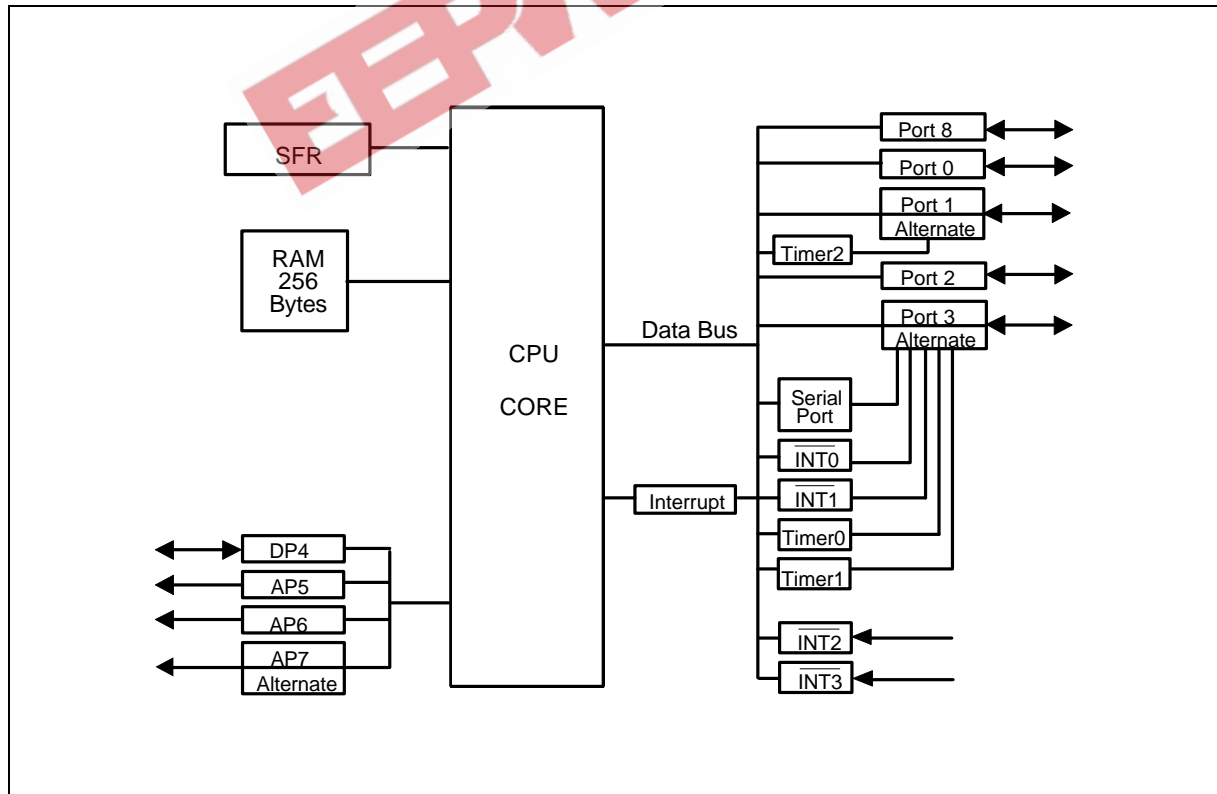 EEPW
SFR
RAM
256
Bytes
CPU
CORE
DP4
AP5
AP6
AP7
Alternate
Data Bus
Interrupt
Port 8
Port 0
Port 1
Alternate
Timer2
Port 2
Port 3
Alternate
Serial
Port
INT0
INT1
Timer0
Timer1
INT2
INT3